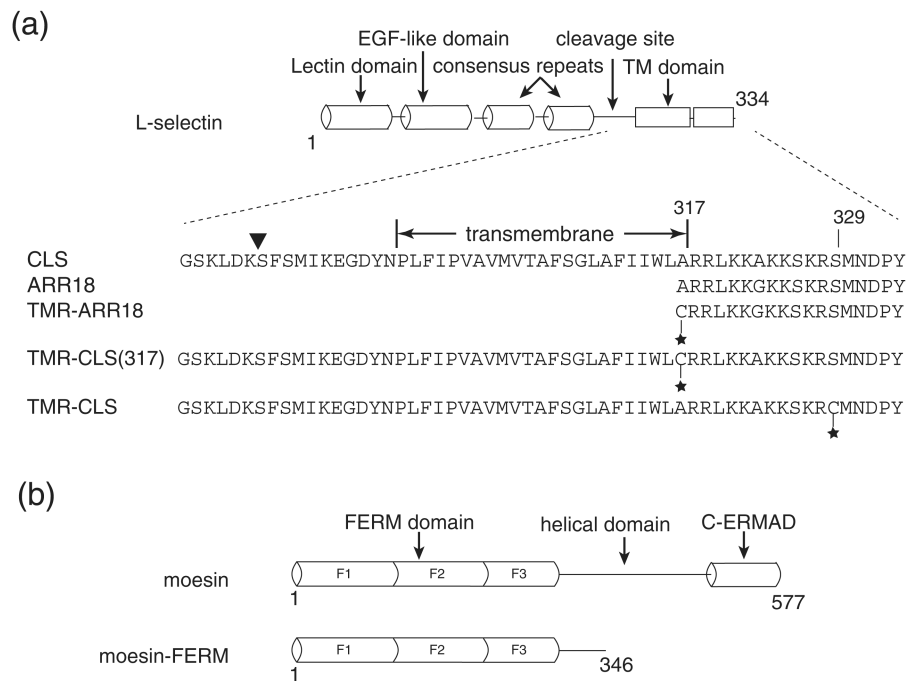 (a)
EGF-like domain cleavage site
Lectin domain consensus repeats TM domain
L-selectin 1 334
transmembrane 317 329
CLS GSKLDKSFSMIKEGDYNPLFIPVAVMVTAFSGLAFIIWLARRLKKAKKSKRSMNDPY
ARR18 ARRLKKGKKSKRSMNDPY
TMR-ARR18 CRRLKKGKKSKRSMNDPY
TMR-CLS(317) GSKLDKSFSMIKEGDYNPLFIPVAVMVTAFSGLAFIIWLCRRLKKAKKSKRSMNDPY
TMR-CLS GSKLDKSFSMIKEGDYNPLFIPVAVMVTAFSGLAFIIWLARRLKKAKKSKRCMNDPY
(b)
FERM domain helical domain C-ERMAD
moesin F1 F2 F3
1 577
moesin-FERM F1 F2 F3
1 346